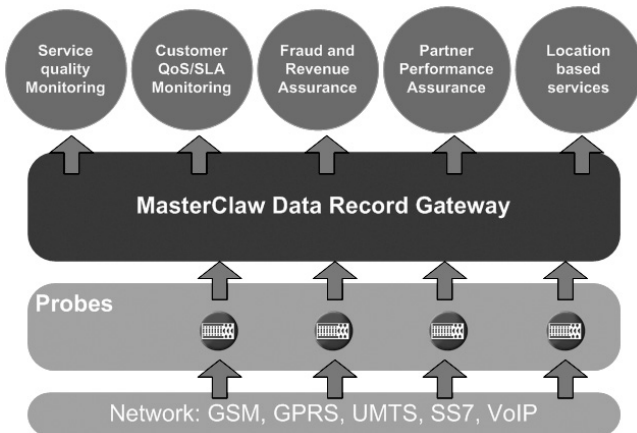 Service
quality
Monitoring
Customer
QoS/SLA
Monitoring
Fraud and
Revenue
Assurance
Partner
Performance
Assurance
Location
based
services
MasterClaw Data Record Gateway
Probes
Network: GSM, GPRS, UMTS, SS7, VoIP